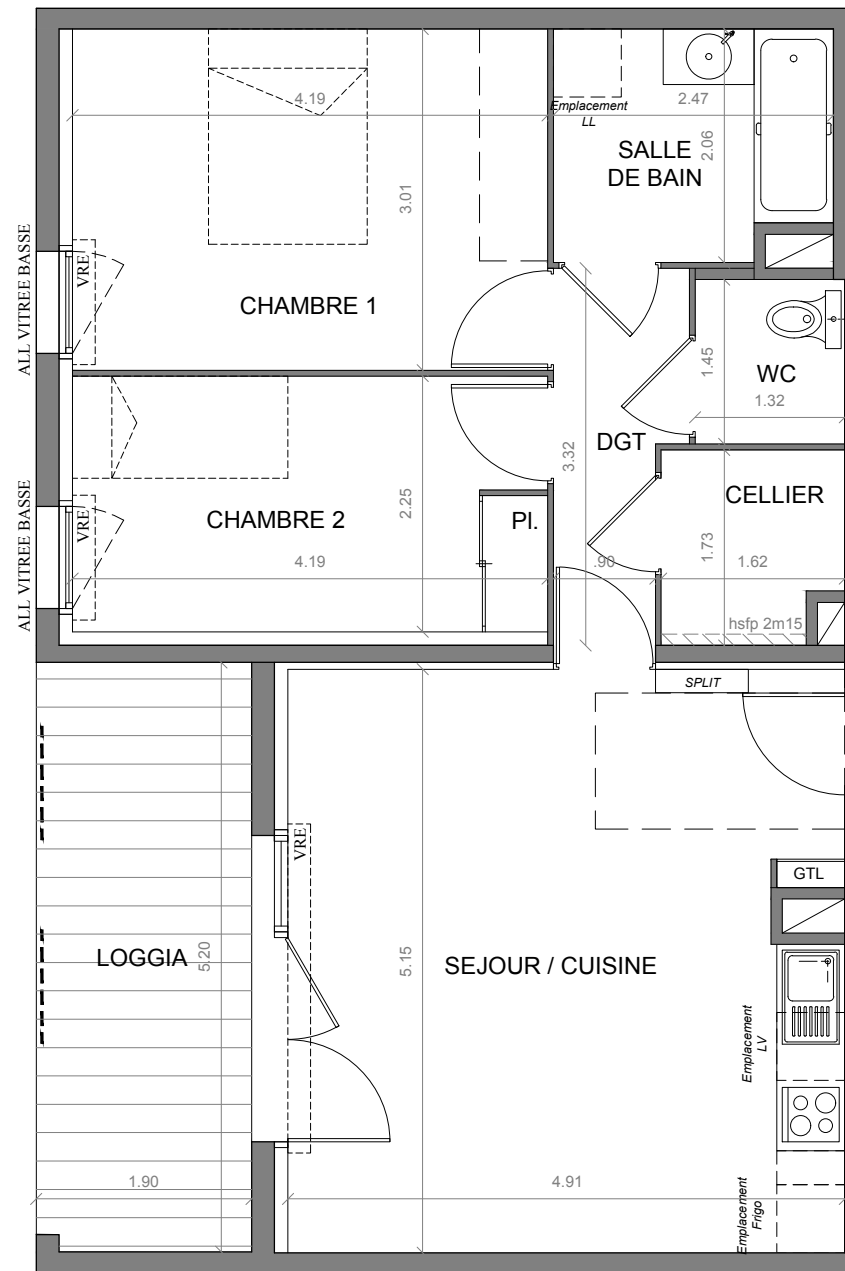 4.19
Emplacement
LL
2.47
2.06
SALLE
DE BAIN
3.01
ALL VITREE BASSE
VRE
CHAMBRE 1
1.45
WC
1.32
DGT
3.32
CHAMBRE 2
2.25
Pl.
CELLIER
ALL VITREE BASSE
VRE
4.19
.90
1.73
1.62
hsfp 2m15
SPLIT
VRE
GTL
LOGGIA
5.20
5.15
SEJOUR / CUISINE
Emplacement
LV
1.90
4.91
Emplacement
Frigo